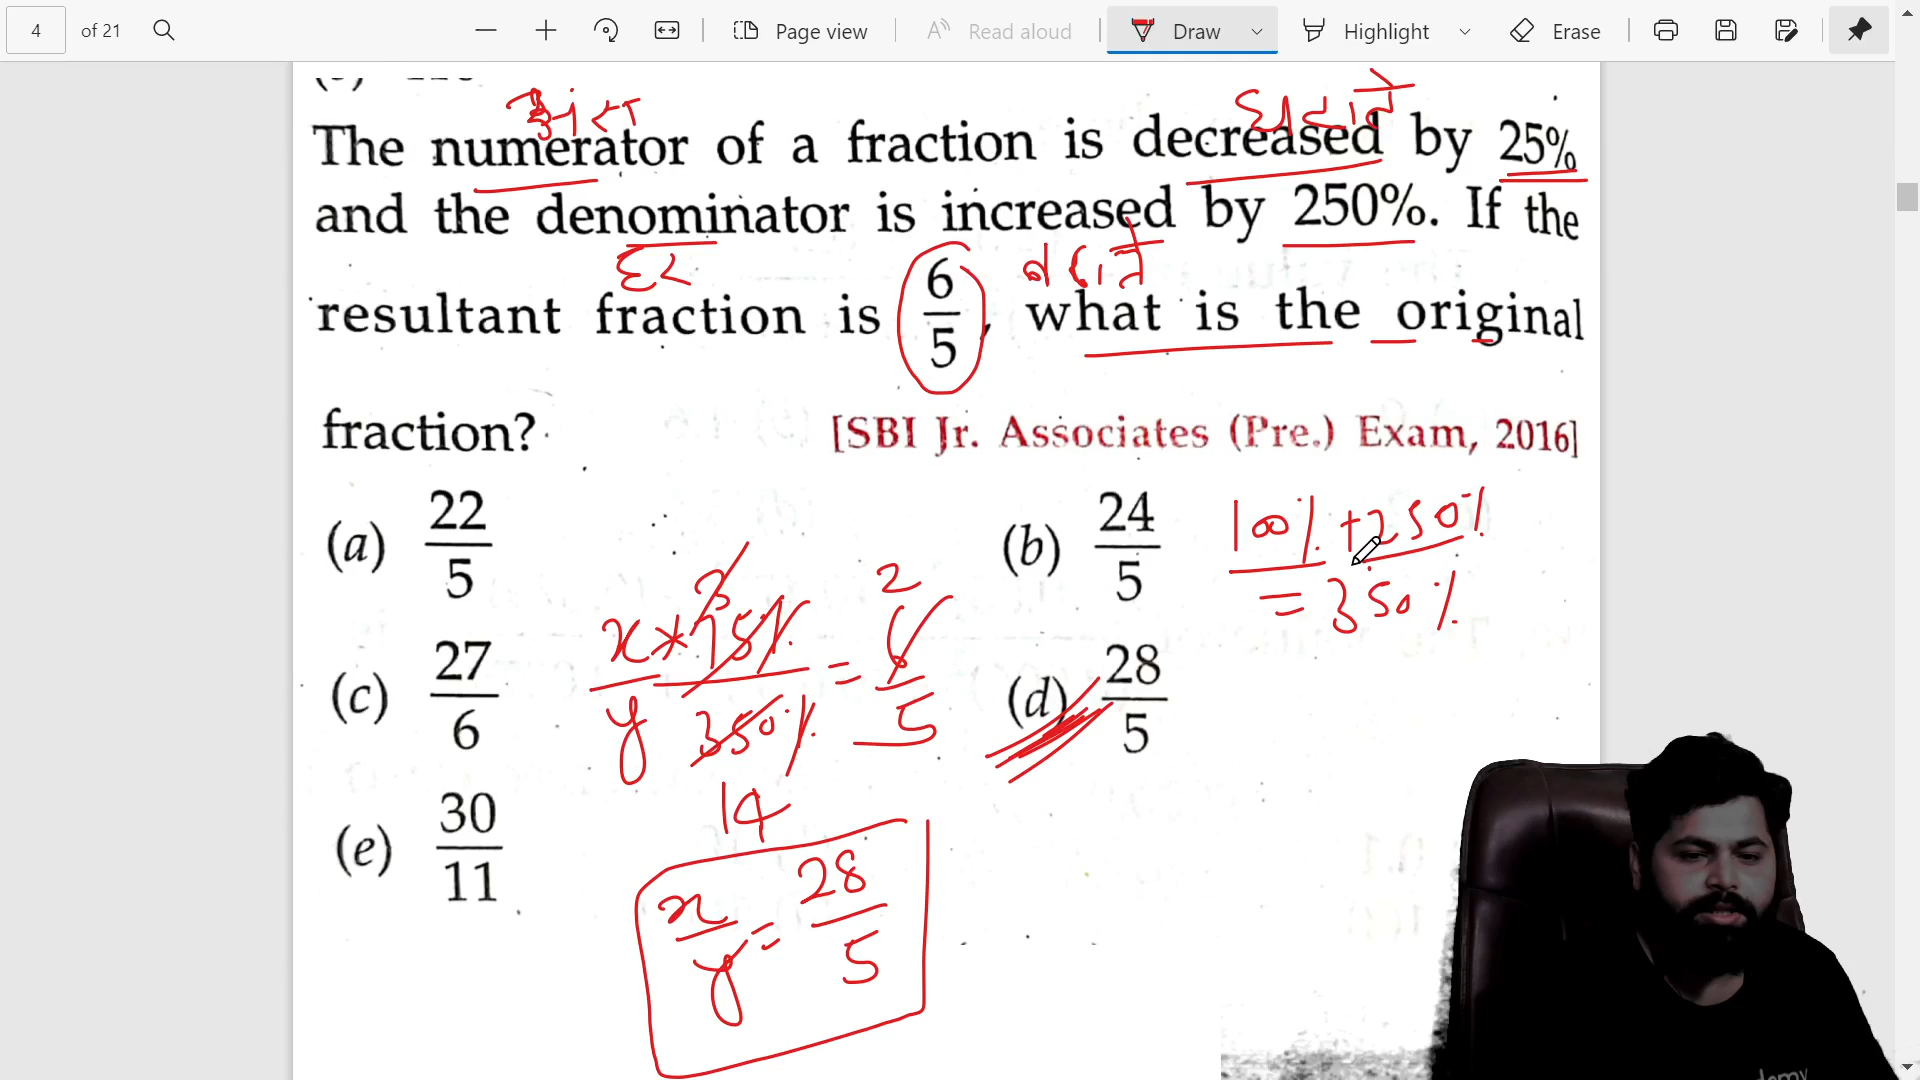 4 of 21 Page view Read aloud Draw Highlight Erase
The numerator of a fraction is decreased by 25%
and the denominator is increased by 250%. If the
resultant fraction is 6/5, what is the original
fraction? [SBI Jr. Associates (Pre.) Exam, 2016]
(a) 22/5 (b) 24/5
100% + 250%
= 350%
(c) 27/6 (d) 28/5
x * 75% / y 350% = 6/5
3
2
14
(e) 30/11
x/y = 28/5